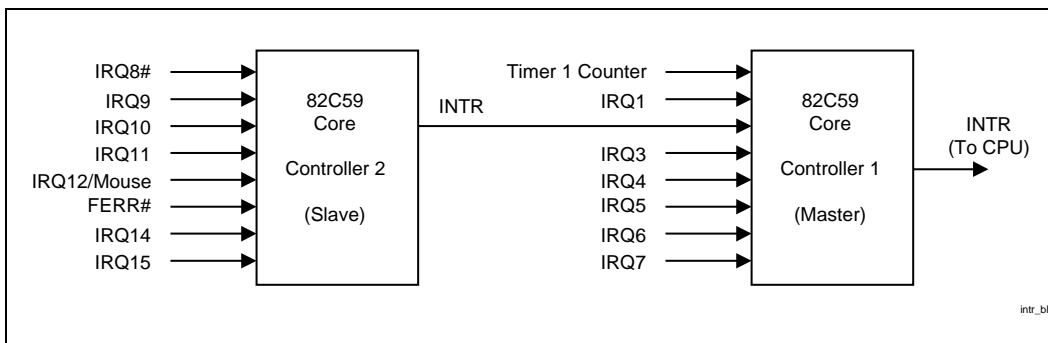 IRQ8#
IRQ9
IRQ10
IRQ11
IRQ12/Mouse
FERR#
IRQ14
IRQ15
82C59
Core
Controller 2
(Slave)
INTR
Timer 1 Counter
IRQ1
IRQ3
IRQ4
IRQ5
IRQ6
IRQ7
82C59
Core
Controller 1
(Master)
INTR
(To CPU)
intr_bl